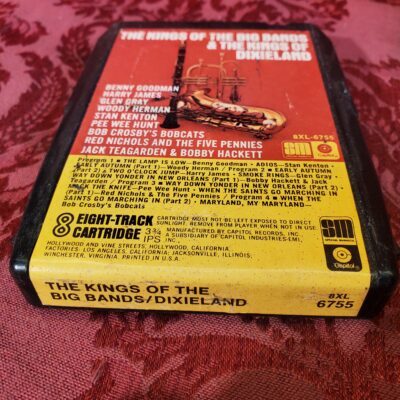 THE KINGS OF THE BIG BANDS
& THE KINGS OF
DIXIELAND
BENNY GOODMAN
HARRY JAMES
GLEN GRAY
WOODY HERMAN
STAN KENTON
PEE WEE HUNT
BOB CROSBY'S BOBCATS
RED NICHOLS AND THE FIVE PENNIES
JACK TEAGARDEN & BOBBY HACKETT
8XL-6755
SM
Program 1 • THE LAMP IS LOW—Benny Goodman • ADIOS—Stan Kenton •
EARLY AUTUMN (Part 1)—Woody Herman / Program 2 • EARLY AUTUMN
(Part 2) & TWO O'CLOCK JUMP—Harry James • SMOKE RINGS—Glen Gray •
WAY DOWN YONDER IN NEW ORLEANS (Part 1)—Bobby Hackett & Jack
Teagarden / Program 3 • WAY DOWN YONDER IN NEW ORLEANS (Part 2) •
THE KNIFE—Pee Wee Hunt • WHEN THE SAINTS GO MARCHING IN
(Part 1)—Red Nichols & The Five Pennies / Program 4 • WHEN THE
SAINTS GO MARCHING IN (Part 2) • MARYLAND, MY MARYLAND—
Bob Crosby's Bobcats
8 EIGHT-TRACK
CARTRIDGE
3¾
IPS
CARTRIDGE MUST NOT BE LEFT EXPOSED TO DIRECT
SUNLIGHT. REMOVE FROM PLAYER WHEN NOT IN USE.
MANUFACTURED BY CAPITOL RECORDS, INC.,
A SUBSIDIARY OF CAPITOL INDUSTRIES-EMI,
INC.,
HOLLYWOOD AND VINE STREETS, HOLLYWOOD, CALIFORNIA.
FACTORIES: LOS ANGELES, CALIFORNIA; JACKSONVILLE, ILLINOIS;
WINCHESTER, VIRGINIA. PRINTED IN U.S.A.
SM
SPECIAL MARKETS
Capitol
THE KINGS OF THE
BIG BANDS/DIXIELAND
8XL
6755